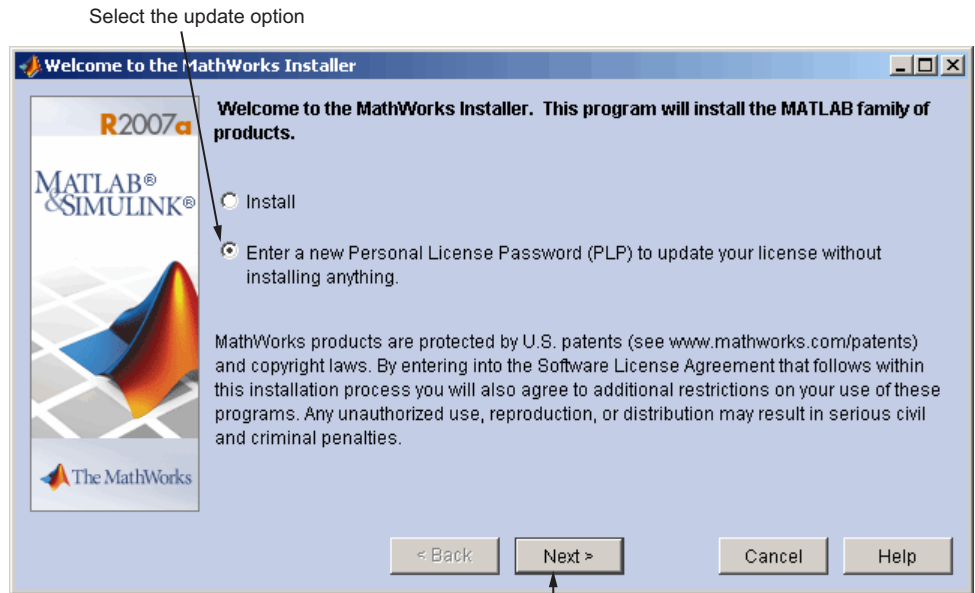 Select the update option
Welcome to the MathWorks Installer
R2007a
MATLAB®
&SIMULINK®
The MathWorks
Welcome to the MathWorks Installer. This program will install the MATLAB family of
products.
Install
Enter a new Personal License Password (PLP) to update your license without
installing anything.
MathWorks products are protected by U.S. patents (see www.mathworks.com/patents)
and copyright laws. By entering into the Software License Agreement that follows within
this installation process you will also agree to additional restrictions on your use of these
programs. Any unauthorized use, reproduction, or distribution may result in serious civil
and criminal penalties.
< Back
Next >
Cancel
Help